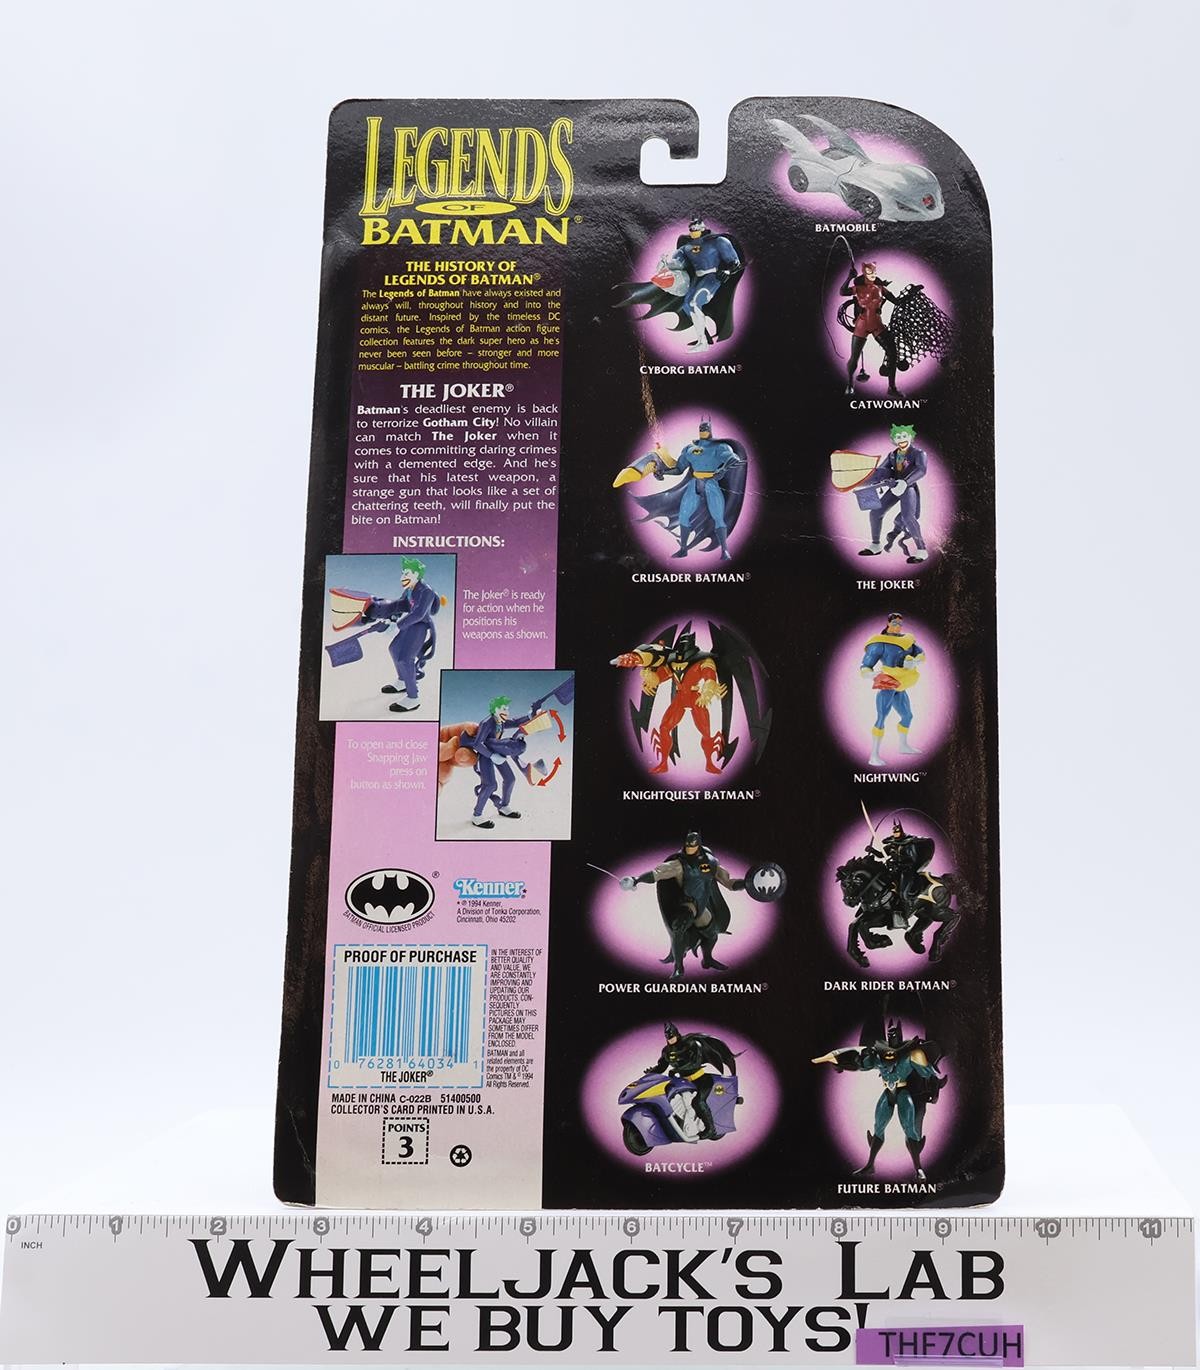 LEGENDS
OF
BATMAN®
THE HISTORY OF
LEGENDS OF BATMAN®
The Legends of Batman have always existed and
always will, throughout history and into the
distant future. Inspired by the timeless DC
comics, the Legends of Batman action figure
collection features the dark super hero as he's
never been seen before – stronger and more
muscular – battling crime throughout time.
THE JOKER®
Batman's deadliest enemy is back
to terrorize Gotham City! No villain
can match The Joker when it
comes to committing daring crimes
with a demented edge. And he's
sure that his latest weapon, a
strange gun that looks like a set of
chattering teeth, will finally put the
bite on Batman!
INSTRUCTIONS:
The Joker® is ready
for action when he
positions his
weapons as shown.
To open and close
Snapping Jaw
press on
button as shown.
®
BATMAN OFFICIAL LICENSED PRODUCT
Kenner®
* ℗ 1994 Kenner,
A Division of Tonka Corporation,
Cincinnati, Ohio 45202
PROOF OF PURCHASE
0 76281 64034 1
THE JOKER®
IN THE INTEREST OF
BETTER QUALITY
AND VALUE, WE
ARE CONSTANTLY
IMPROVING AND
UPDATING OUR
PRODUCTS. CON-
SEQUENTLY
PICTURES ON THIS
PACKAGE MAY
SOMETIMES DIFFER
FROM THE MODEL
ENCLOSED.
BATMAN and all
related elements are
the property of DC
Comics TM & © 1994
All Rights Reserved.
MADE IN CHINA C-022B 51400500
COLLECTOR'S CARD PRINTED IN U.S.A.
POINTS
3
BATMOBILE™
CYBORG BATMAN®
CATWOMAN™
CRUSADER BATMAN®
THE JOKER®
KNIGHTQUEST BATMAN®
NIGHTWING™
POWER GUARDIAN BATMAN®
DARK RIDER BATMAN®
BATCYCLE™
FUTURE BATMAN®
0 1 2 3 4 5 6 7 8 9 10 11
INCH
WHEELJACK'S LAB
WE BUY TOYS!
THF7CUH